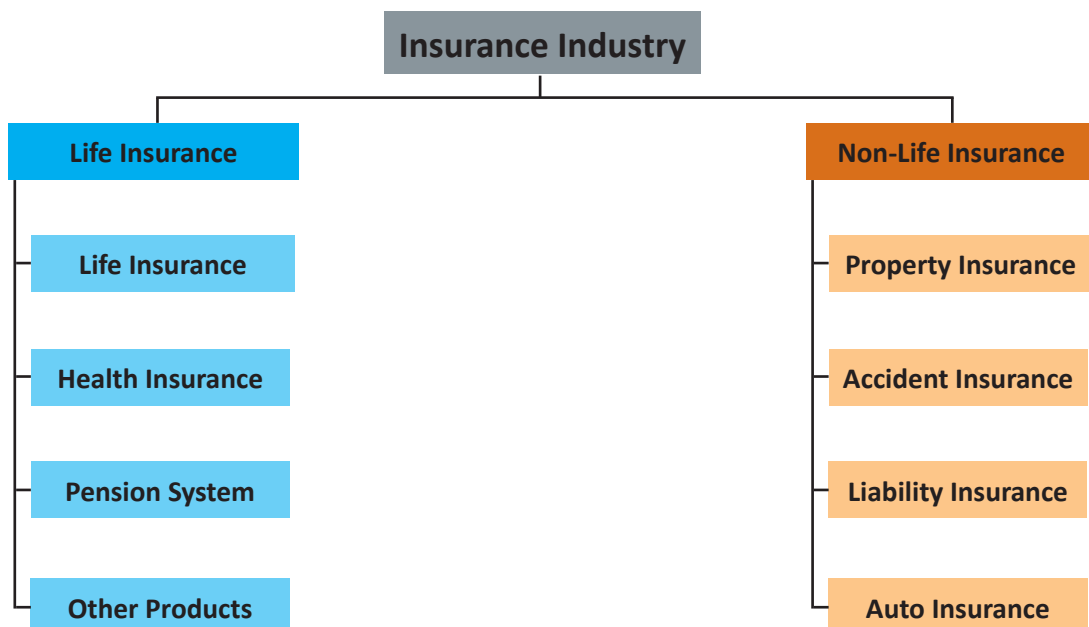 Insurance Industry
Life Insurance
Non-Life Insurance
Life Insurance
Property Insurance
Health Insurance
Accident Insurance
Pension System
Liability Insurance
Other Products
Auto Insurance